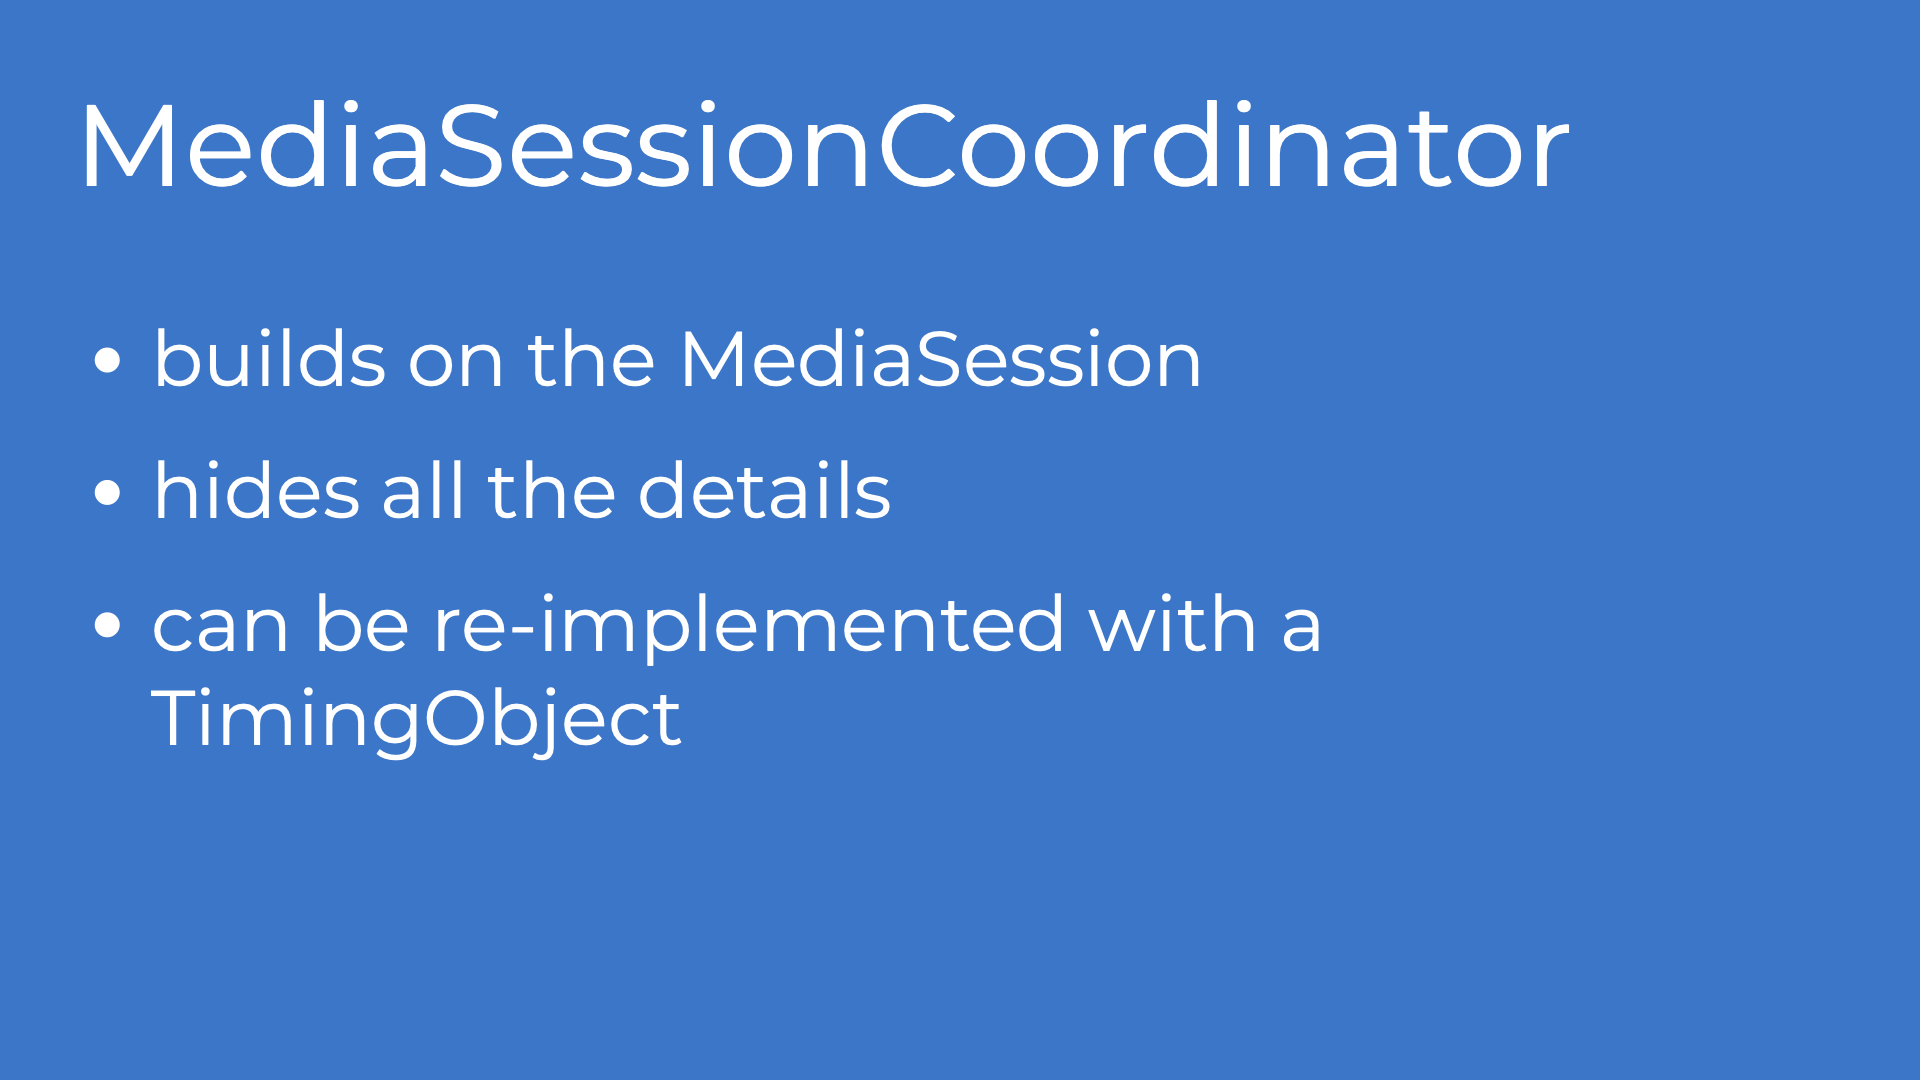 MediaSessionCoordinator
• builds on the MediaSession
• hides all the details
• can be re-implemented with a
TimingObject